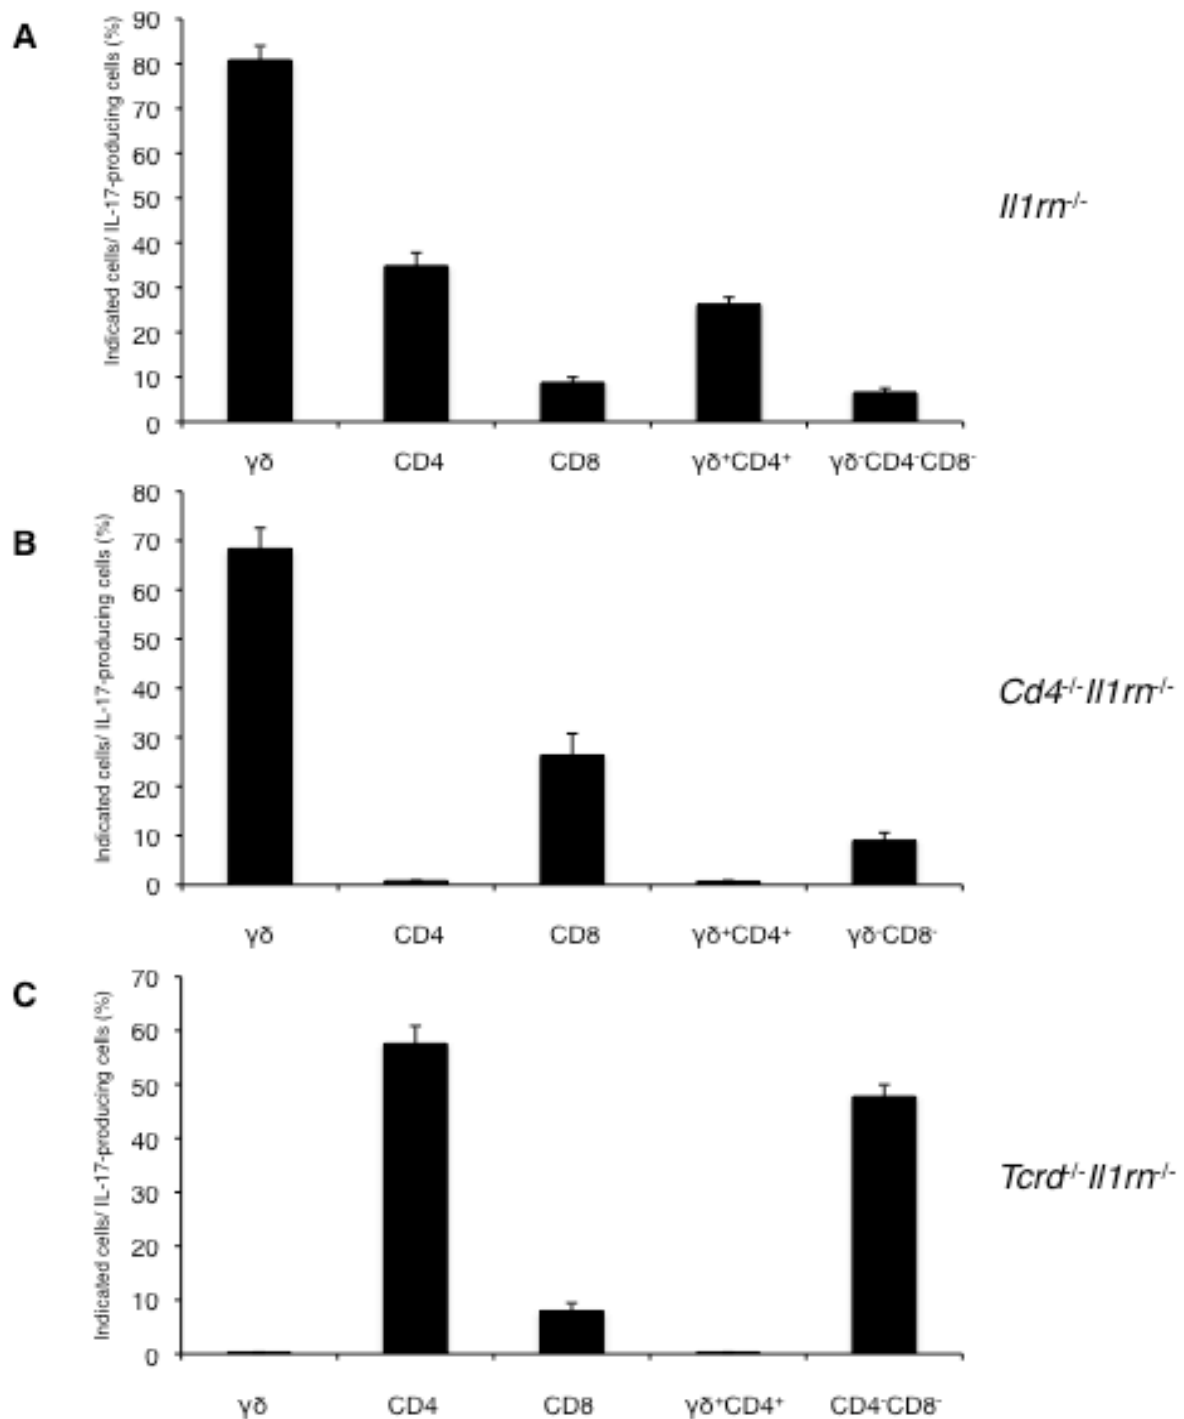 A
Indicated cells/ IL-17-producing cells (%)
90
80
70
60
50
40
30
20
10
0
γδ CD4 CD8 γδ⁺CD4⁺ γδ⁻CD4⁻CD8⁻
Il1rn⁻/⁻
B
Indicated cells/ IL-17-producing cells (%)
80
70
60
50
40
30
20
10
0
γδ CD4 CD8 γδ⁺CD4⁺ γδ⁻CD8⁻
Cd4⁻/⁻Il1rn⁻/⁻
C
Indicated cells/ IL-17-producing cells (%)
70
60
50
40
30
20
10
0
γδ CD4 CD8 γδ⁺CD4⁺ CD4⁻CD8⁻
Tcrd⁻/⁻Il1rn⁻/⁻